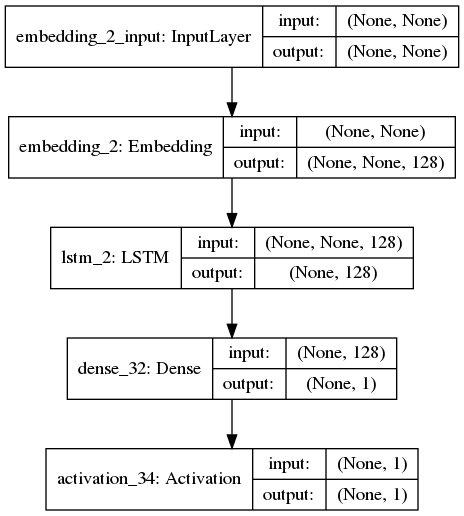 embedding_2_input: InputLayer
input: (None, None)
output: (None, None)
embedding_2: Embedding
input: (None, None)
output: (None, None, 128)
lstm_2: LSTM
input: (None, None, 128)
output: (None, 128)
dense_32: Dense
input: (None, 128)
output: (None, 1)
activation_34: Activation
input: (None, 1)
output: (None, 1)